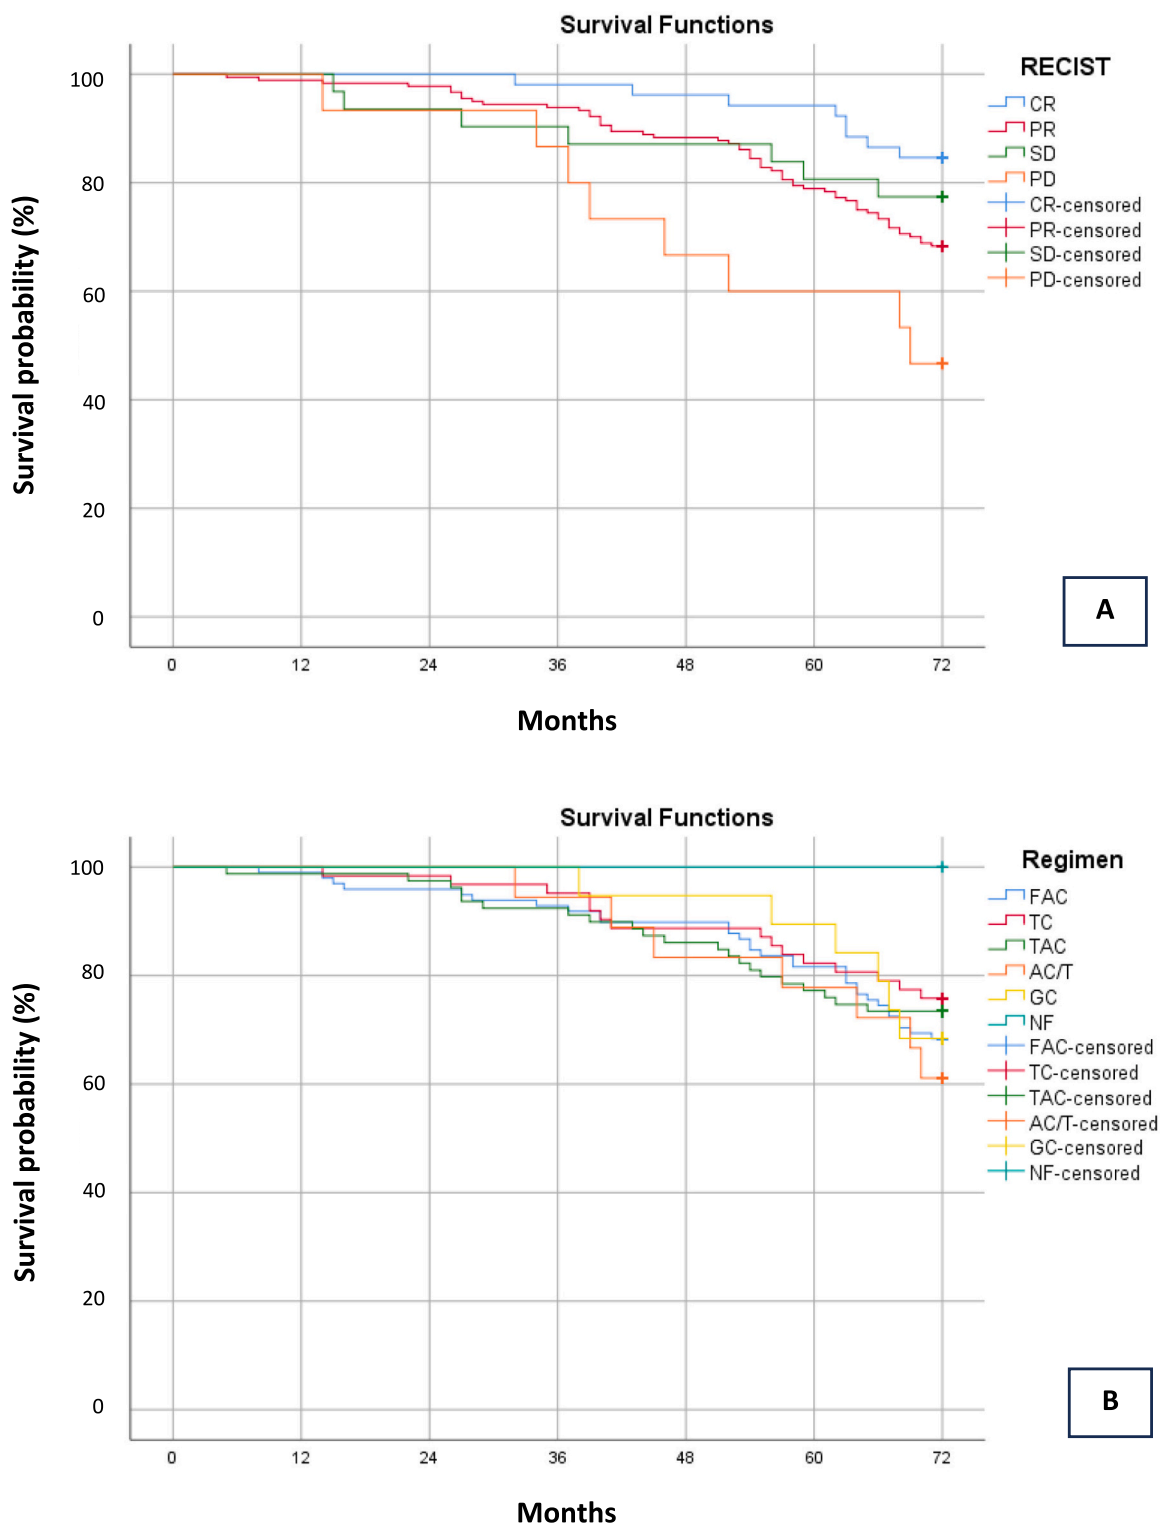 Survival Functions
Survival probability (%)
100
80
60
40
20
0
0 12 24 36 48 60 72
Months
RECIST
CR
PR
SD
PD
CR-censored
PR-censored
SD-censored
PD-censored
A
Survival Functions
Survival probability (%)
100
80
60
40
20
0
0 12 24 36 48 60 72
Months
Regimen
FAC
TC
TAC
AC/T
GC
NF
FAC-censored
TC-censored
TAC-censored
AC/T-censored
GC-censored
NF-censored
B